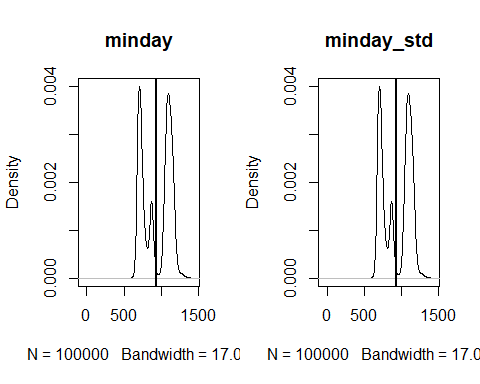 minday
Density
0.000
0.002
0.004
0
500
1500
N = 100000 Bandwidth = 17.0
minday_std
Density
0.000
0.002
0.004
0
500
1500
N = 100000 Bandwidth = 17.0